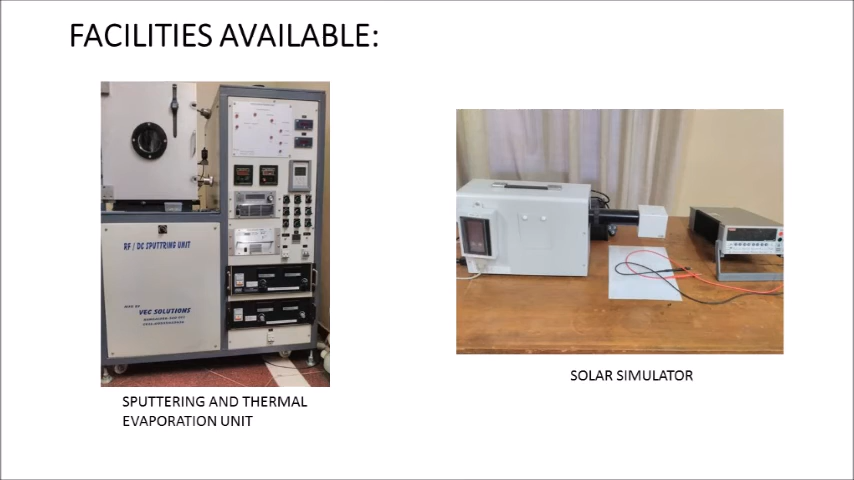 FACILITIES AVAILABLE:
RF / DC SPUTTRING UNIT
VEC SOLUTIONS
SPUTTERING AND THERMAL
EVAPORATION UNIT
SOLAR SIMULATOR